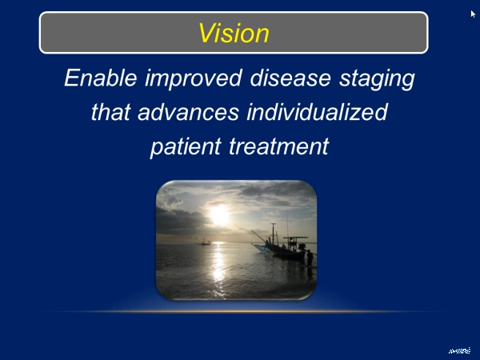 Vision
Enable improved disease staging
that advances individualized
patient treatment